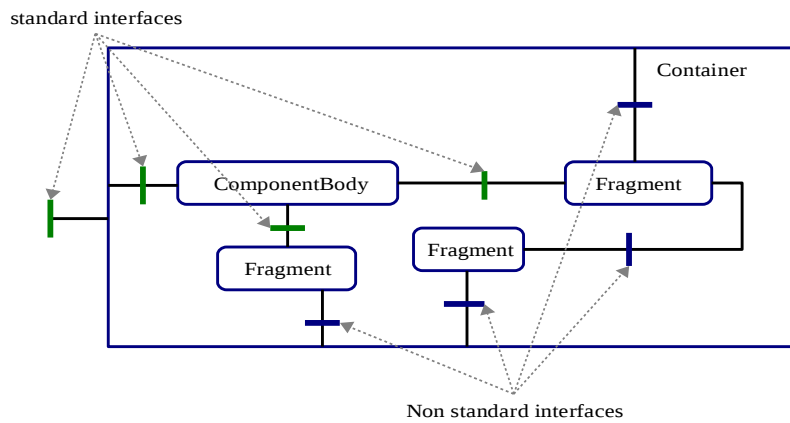 standard interfaces
Container
ComponentBody
Fragment
Fragment
Fragment
Non standard interfaces